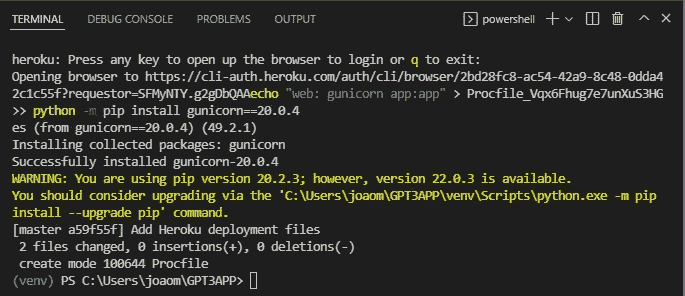 TERMINAL DEBUG CONSOLE PROBLEMS OUTPUT powershell
heroku: Press any key to open up the browser to login or q to exit:
Opening browser to https://cli-auth.heroku.com/auth/cli/browser/2bd28fc8-ac54-42a9-8c48-0dda4
2c1c55f?requestor=SFMyNTY.g2gDbQAAecho "web: gunicorn app:app" > Procfile_Vqx6Fhug7e7unXuS3HG
>> python -m pip install gunicorn==20.0.4
es (from gunicorn==20.0.4) (49.2.1)
Installing collected packages: gunicorn
Successfully installed gunicorn-20.0.4
WARNING: You are using pip version 20.2.3; however, version 22.0.3 is available.
You should consider upgrading via the 'C:\Users\joaom\GPT3APP\venv\Scripts\python.exe -m pip
install --upgrade pip' command.
[master a59f55f] Add Heroku deployment files
2 files changed, 0 insertions(+), 0 deletions(-)
create mode 100644 Procfile
(venv) PS C:\Users\joaom\GPT3APP>